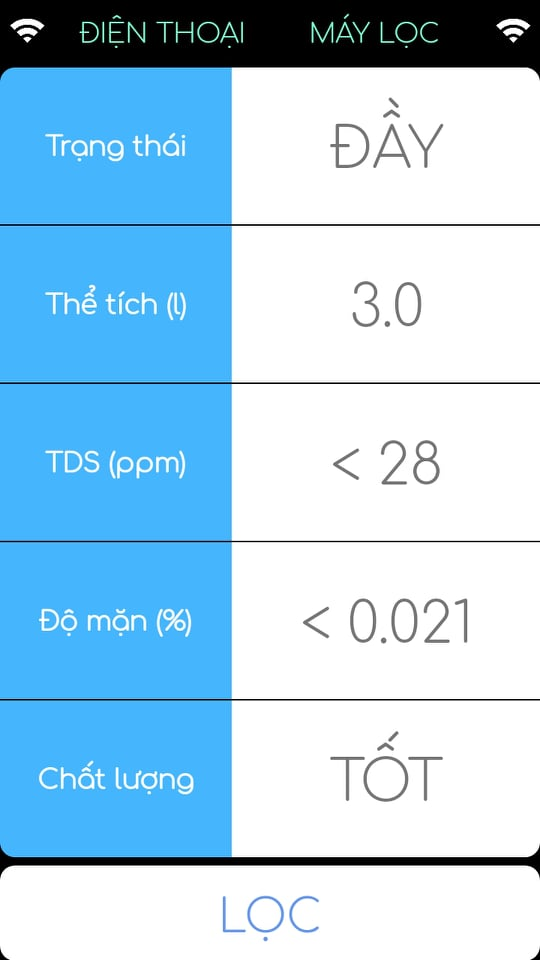 ĐIỆN THOẠI MÁY LỌC
Trạng thái ĐẦY
Thể tích (l) 3.0
TDS (ppm) < 28
Độ mặn (%) < 0.021
Chất lượng TỐT
LỌC